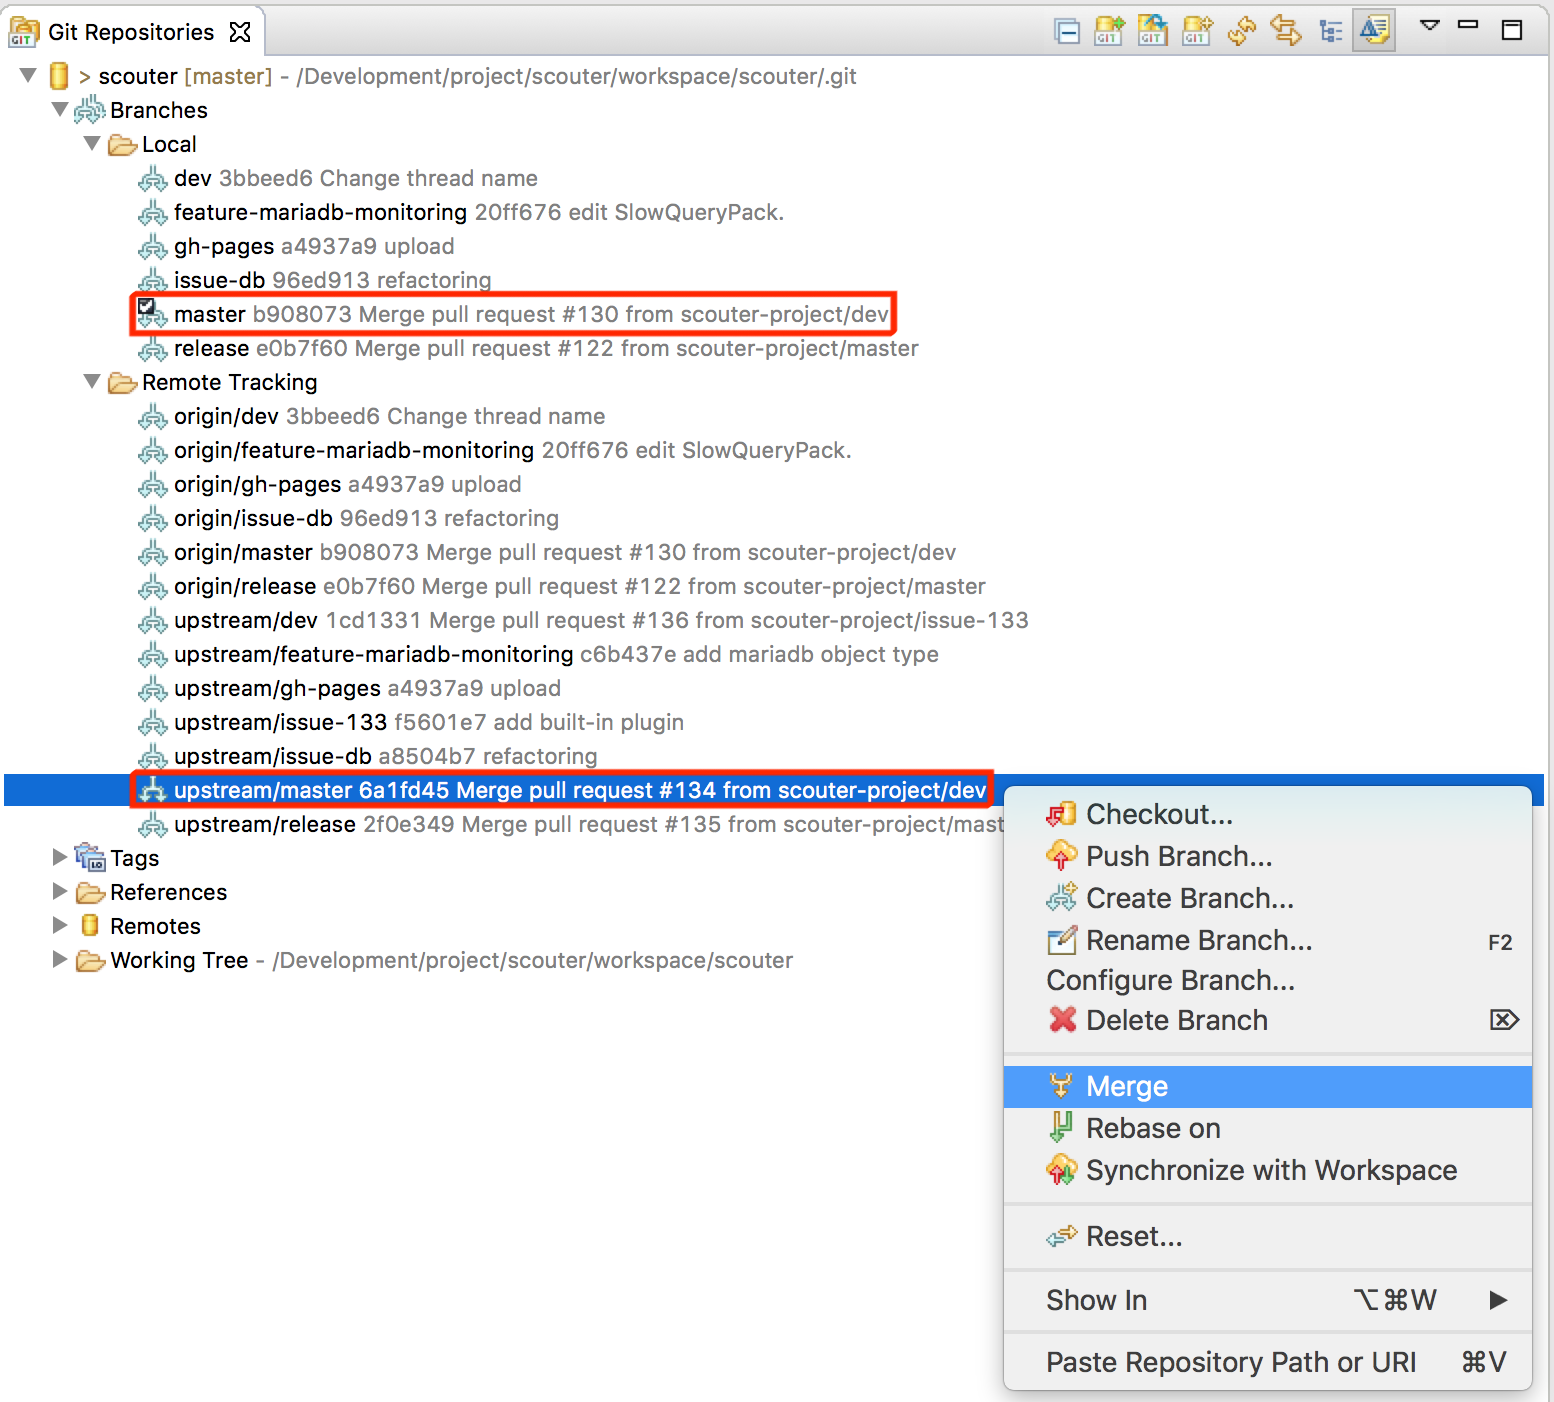 Git Repositories
> scouter [master] - /Development/project/scouter/workspace/scouter/.git
Branches
Local
dev 3bbeed6 Change thread name
feature-mariadb-monitoring 20ff676 edit SlowQueryPack.
gh-pages a4937a9 upload
issue-db 96ed913 refactoring
master b908073 Merge pull request #130 from scouter-project/dev
release e0b7f60 Merge pull request #122 from scouter-project/master
Remote Tracking
origin/dev 3bbeed6 Change thread name
origin/feature-mariadb-monitoring 20ff676 edit SlowQueryPack.
origin/gh-pages a4937a9 upload
origin/issue-db 96ed913 refactoring
origin/master b908073 Merge pull request #130 from scouter-project/dev
origin/release e0b7f60 Merge pull request #122 from scouter-project/master
upstream/dev 1cd1331 Merge pull request #136 from scouter-project/issue-133
upstream/feature-mariadb-monitoring c6b437e add mariadb object type
upstream/gh-pages a4937a9 upload
upstream/issue-133 f5601e7 add built-in plugin
upstream/issue-db a8504b7 refactoring
upstream/master 6a1fd45 Merge pull request #134 from scouter-project/dev
upstream/release 2f0e349 Merge pull request #135 from scouter-project/mast
Tags
References
Remotes
Working Tree - /Development/project/scouter/workspace/scouter
Checkout...
Push Branch...
Create Branch...
Rename Branch... F2
Configure Branch...
Delete Branch ⌦
Merge
Rebase on
Synchronize with Workspace
Reset...
Show In ⌥⌘W ▶
Paste Repository Path or URI ⌘V